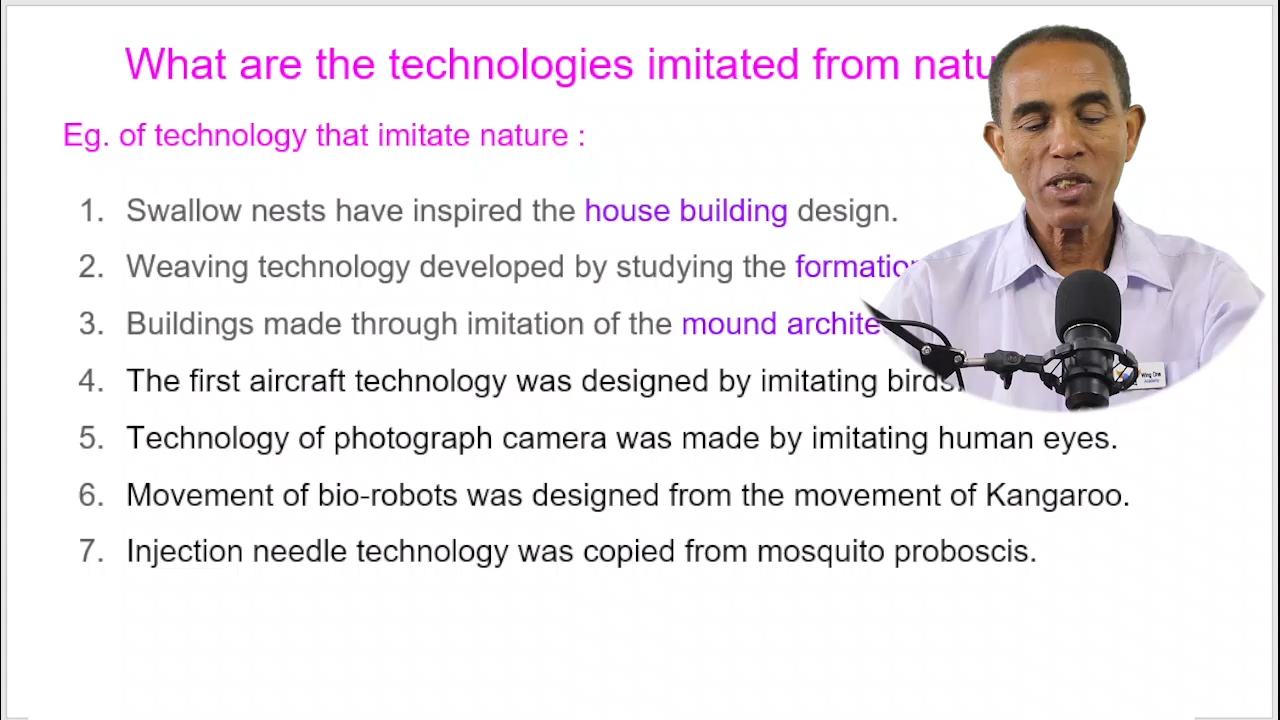 What are the technologies imitated from natu
Eg. of technology that imitate nature :
1. Swallow nests have inspired the house building design.
2. Weaving technology developed by studying the formation
3. Buildings made through imitation of the mound archite
4. The first aircraft technology was designed by imitating birds.
5. Technology of photograph camera was made by imitating human eyes.
6. Movement of bio-robots was designed from the movement of Kangaroo.
7. Injection needle technology was copied from mosquito proboscis.
Wing One
Academy